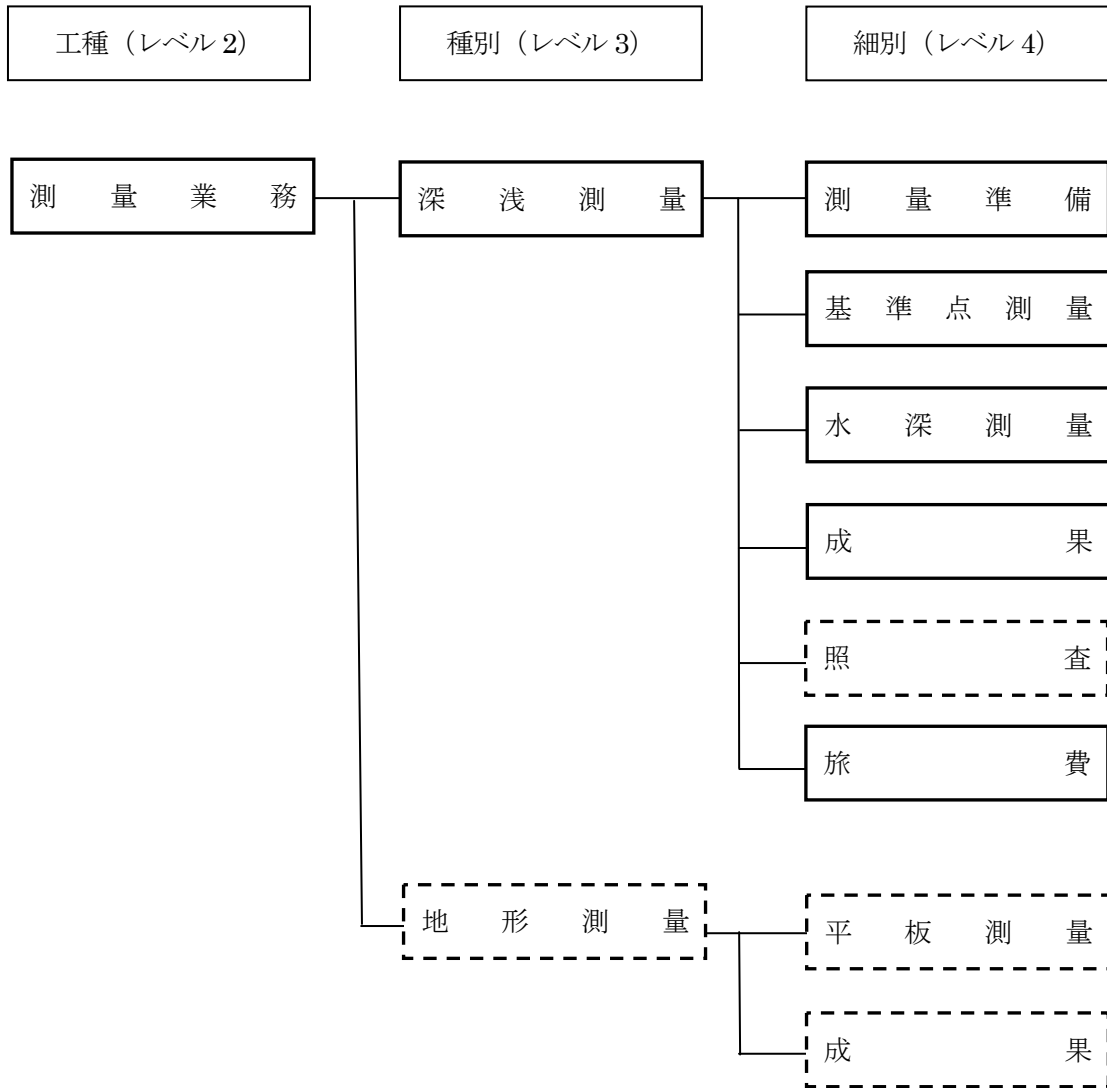 工種（レベル 2）
種別（レベル 3）
細別（レベル 4）
測量業務
深浅測量
測量準備
基準点測量
水深測量
成果
照査
旅費
地形測量
平板測量
成果